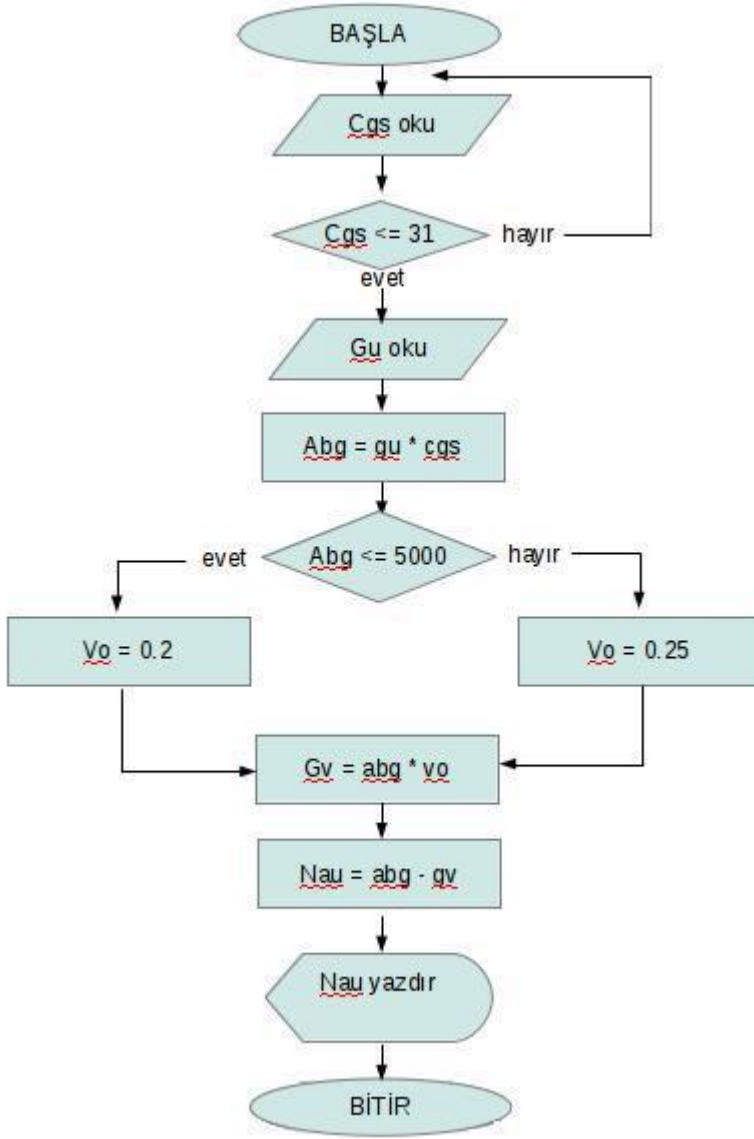 BAŞLA
Cgs oku
Cgs <= 31
hayır
evet
Gu oku
Abg = gu * cgs
evet
Abg <= 5000
hayır
Vo = 0.2
Vo = 0.25
Gv = abg * vo
Nau = abg - gv
Nau yazdır
BİTİR